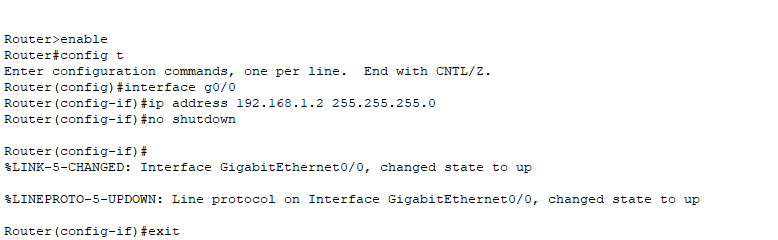 Router>enable
Router#config t
Enter configuration commands, one per line.  End with CNTL/Z.
Router(config)#interface g0/0
Router(config-if)#ip address 192.168.1.2 255.255.255.0
Router(config-if)#no shutdown
Router(config-if)#
%LINK-5-CHANGED: Interface GigabitEthernet0/0, changed state to up
%LINEPROTO-5-UPDOWN: Line protocol on Interface GigabitEthernet0/0, changed state to up
Router(config-if)#exit